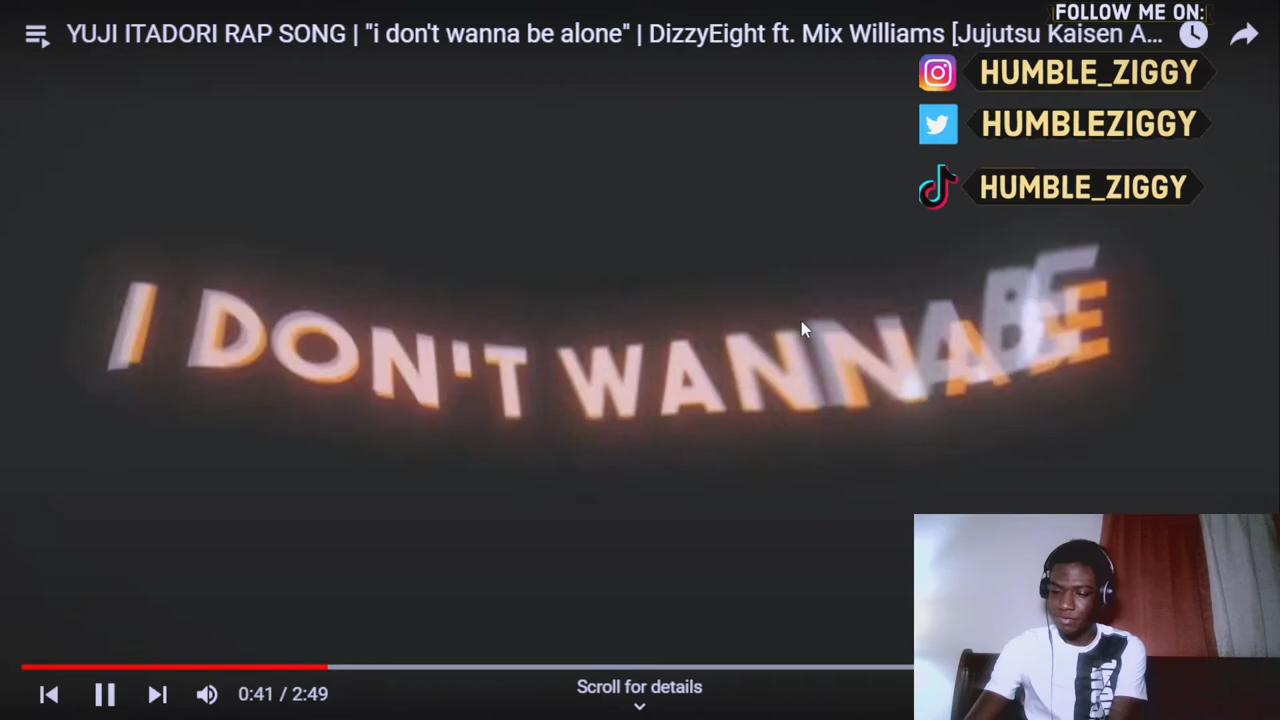 FOLLOW ME ON:
YUJI ITADORI RAP SONG | "i don't wanna be alone" | DizzyEight ft. Mix Williams [Jujutsu Kaisen A...
HUMBLE_ZIGGY
HUMBLEZIGGY
HUMBLE_ZIGGY
I DON'T WANNA BE
0:41 / 2:49
Scroll for details